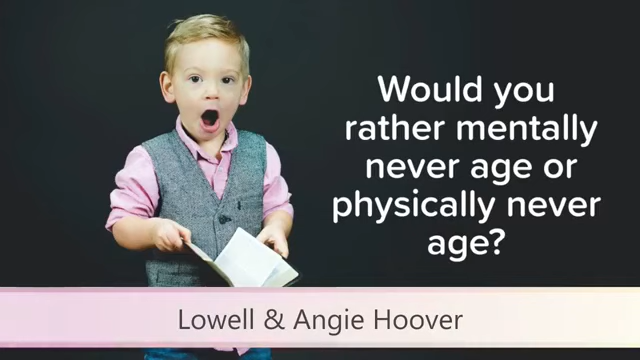 Would you
rather mentally
never age or
physically never
age?
Lowell & Angie Hoover